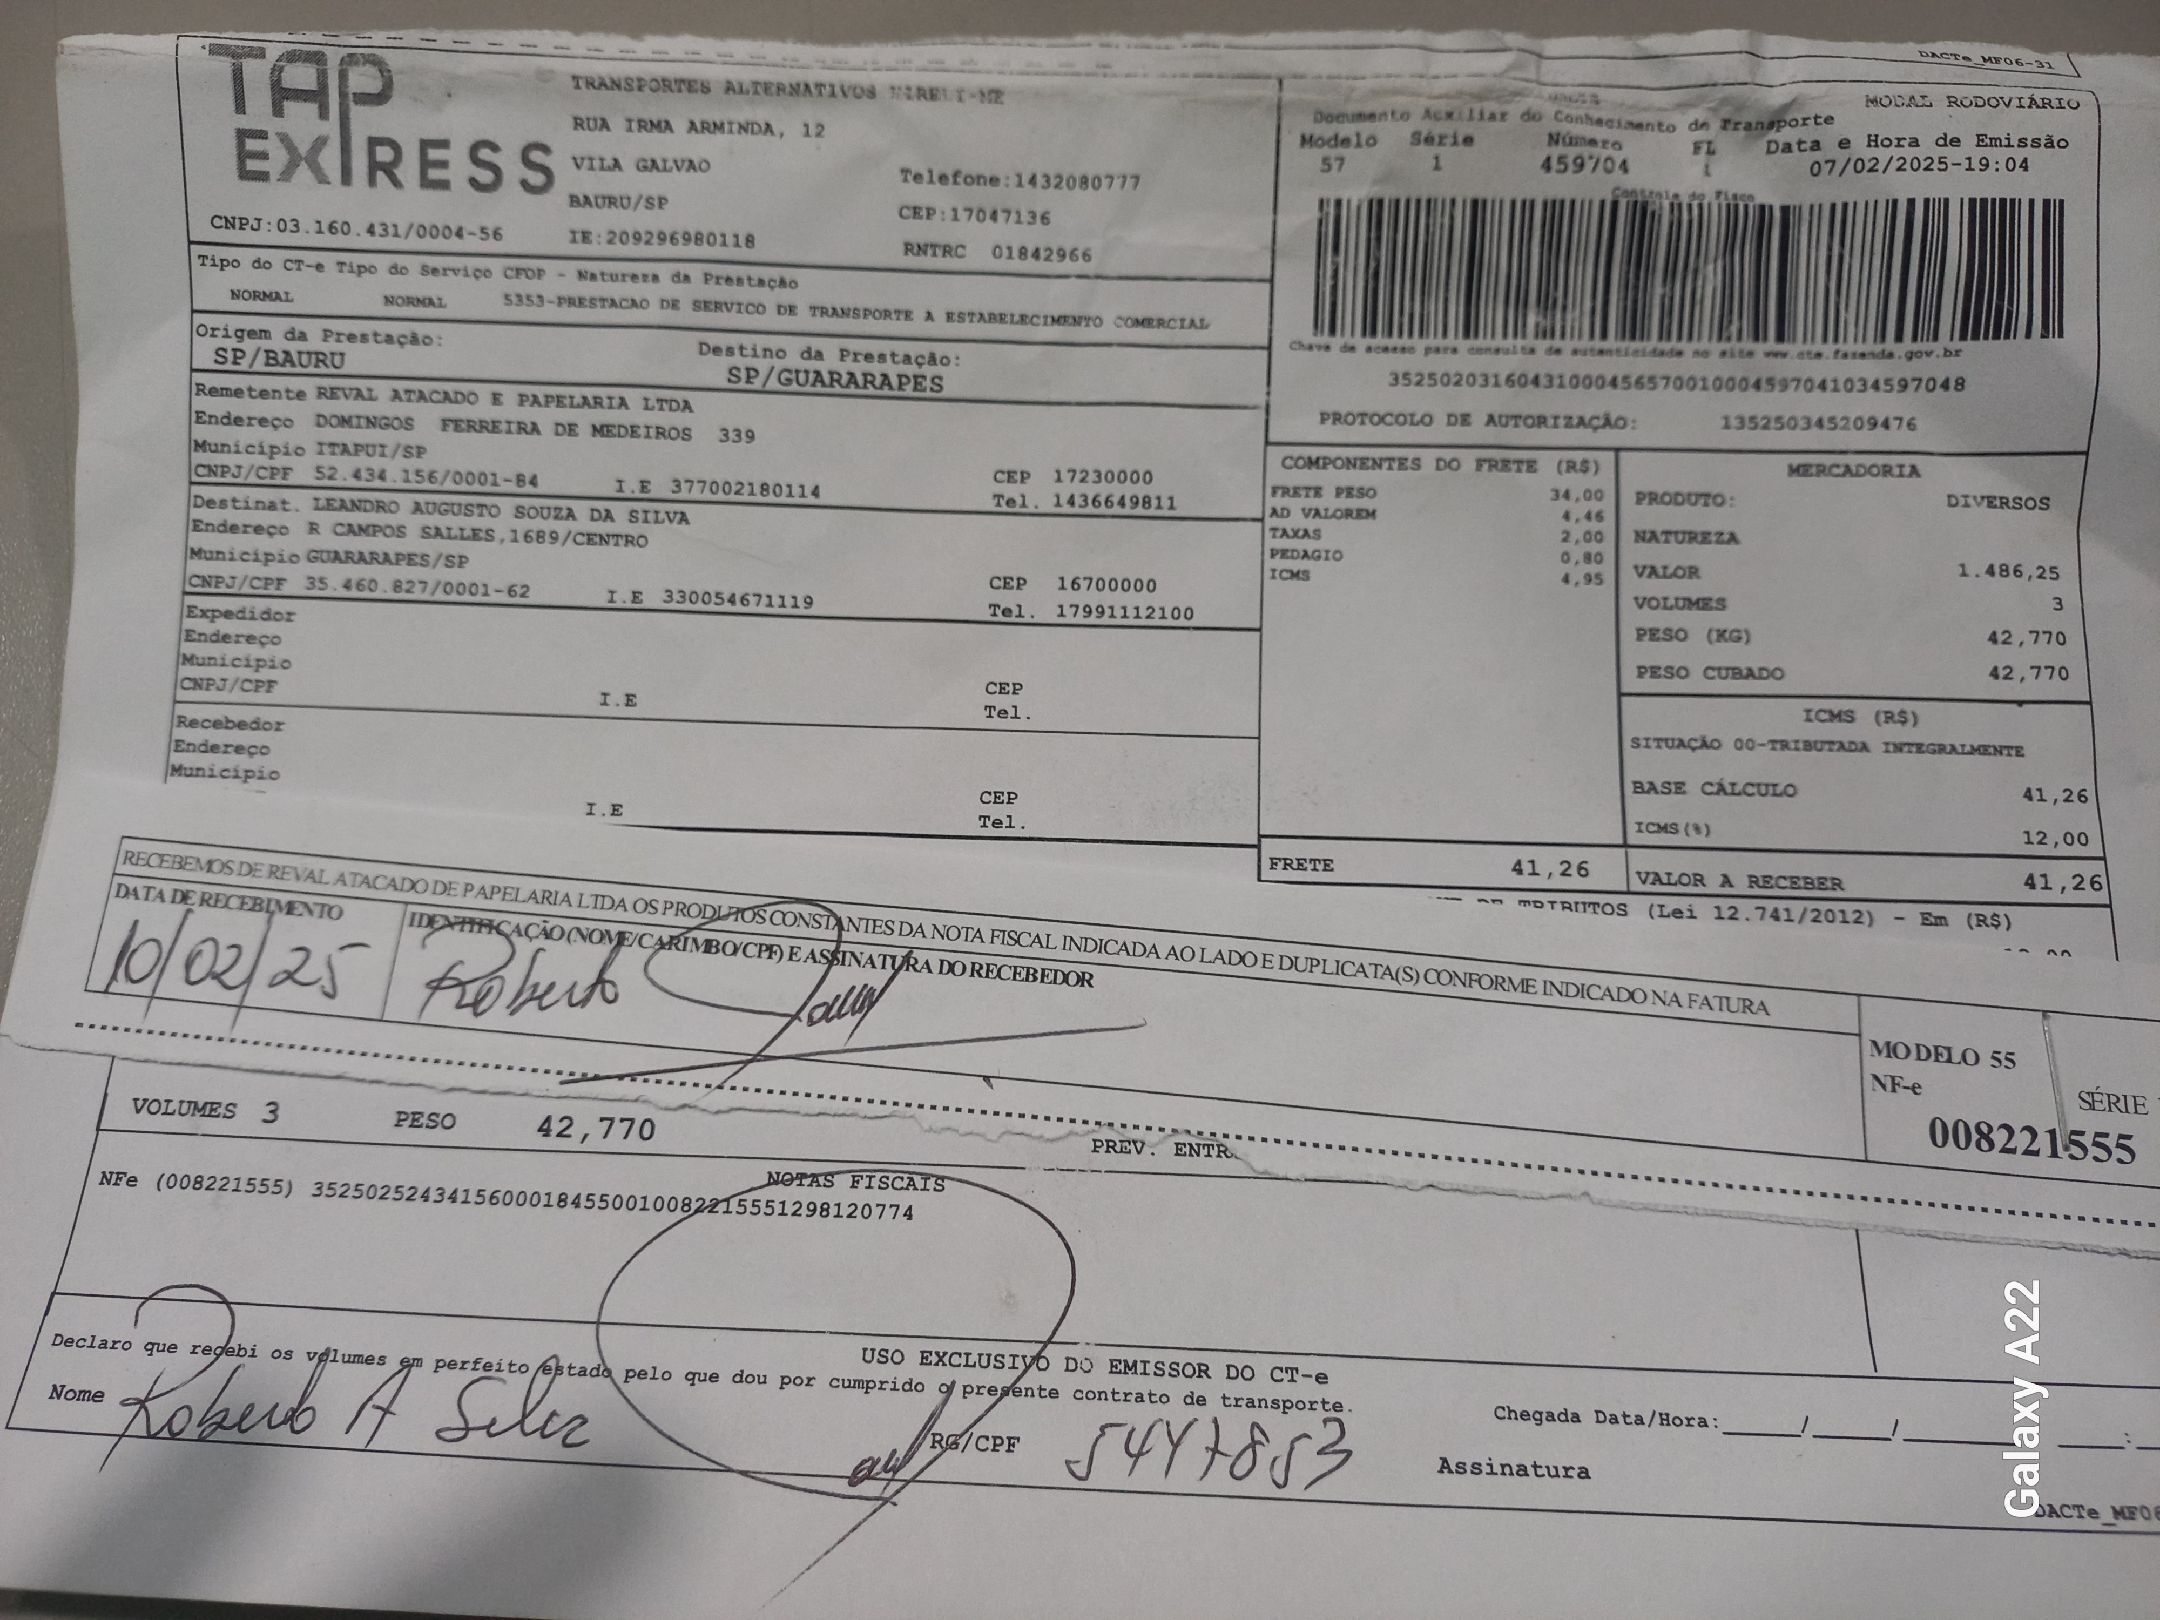 DACTe_MF06-31
TAP EXPRESS
TRANSPORTES ALTERNATIVOS EIRELI-ME
RUA IRMA ARMINDA, 12
VILA GALVAO
BAURU/SP
Telefone:1432080777
CEP:17047136
CNPJ:03.160.431/0004-56
IE:209296980118
RNTRC 01842966
MODAL RODOVIÁRIO
Documento Auxiliar do Conhecimento de Transporte
Modelo Série Número FL Data e Hora de Emissão
57 1 459704 1 07/02/2025-19:04
Controle do Fisco
Chave de acesso para consulta de autenticidade no site www.cte.fazenda.gov.br
35250203160431000456570010004597041034597048
PROTOCOLO DE AUTORIZAÇÃO: 135250345209476
Tipo do CT-e Tipo do Serviço CFOP - Natureza da Prestação
NORMAL NORMAL 5353-PRESTACAO DE SERVICO DE TRANSPORTE A ESTABELECIMENTO COMERCIAL
Origem da Prestação: Destino da Prestação:
SP/BAURU SP/GUARARAPES
Remetente REVAL ATACADO E PAPELARIA LTDA
Endereço DOMINGOS FERREIRA DE MEDEIROS 339
Município ITAPUI/SP CEP 17230000
CNPJ/CPF 52.434.156/0001-84 I.E 377002180114 Tel. 1436649811
Destinat. LEANDRO AUGUSTO SOUZA DA SILVA
Endereço R CAMPOS SALLES,1689/CENTRO
Município GUARARAPES/SP CEP 16700000
CNPJ/CPF 35.460.827/0001-62 I.E 330054671119 Tel. 17991112100
Expedidor
Endereço
Município CEP
CNPJ/CPF I.E Tel.
Recebedor
Endereço
Município CEP
I.E Tel.
COMPONENTES DO FRETE (R$)
FRETE PESO 34,00
AD VALOREM 4,46
TAXAS 2,00
PEDAGIO 0,80
ICMS 4,95
FRETE 41,26
MERCADORIA
PRODUTO: DIVERSOS
NATUREZA
VALOR 1.486,25
VOLUMES 3
PESO (KG) 42,770
PESO CUBADO 42,770
ICMS (R$)
SITUAÇÃO 00-TRIBUTADA INTEGRALMENTE
BASE CÁLCULO 41,26
ICMS(%) 12,00
VALOR A RECEBER 41,26
DE TRIBUTOS (Lei 12.741/2012) - Em (R$)
RECEBEMOS DE REVAL ATACADO DE PAPELARIA LTDA OS PRODUTOS CONSTANTES DA NOTA FISCAL INDICADA AO LADO E DUPLICATA(S) CONFORME INDICADO NA FATURA
DATA DE RECEBIMENTO IDENTIFICAÇÃO (NOME/CARIMBO/CPF) E ASSINATURA DO RECEBEDOR
10/02/25 Roberto
MODELO 55
NF-e SÉRIE
008221555
VOLUMES 3 PESO 42,770 PREV. ENTR
NOTAS FISCAIS
NFe (008221555) 35250252434156000184550010082215551298120774
USO EXCLUSIVO DO EMISSOR DO CT-e
Declaro que recebi os volumes em perfeito estado pelo que dou por cumprido o presente contrato de transporte.
Nome Roberto A Silva RG/CPF 5447853 Chegada Data/Hora:____/____/____ ____:
Assinatura
DACTe_MF06
Galaxy A22